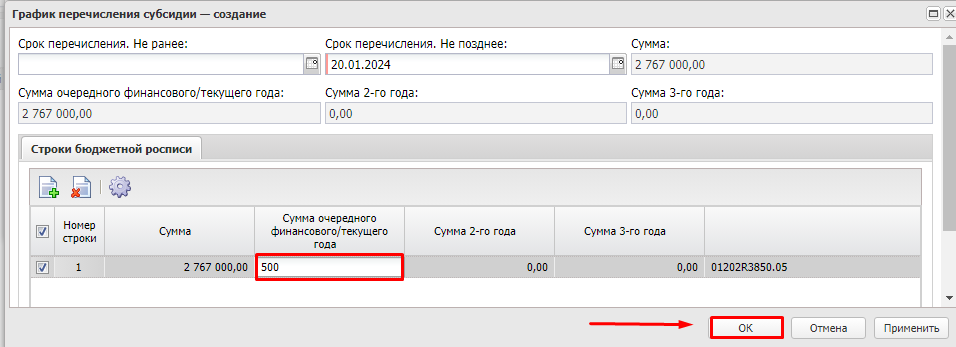 График перечисления субсидии — создание
Срок перечисления. Не ранее: Срок перечисления. Не позднее: Сумма:
20.01.2024 2 767 000,00
Сумма очередного финансового/текущего года: Сумма 2-го года: Сумма 3-го года:
2 767 000,00 0,00 0,00
Строки бюджетной росписи
Номер строки Сумма Сумма очередного финансового/текущего года Сумма 2-го года Сумма 3-го года
1 2 767 000,00 500 0,00 0,00 01202R3850.05
ОК Отмена Применить